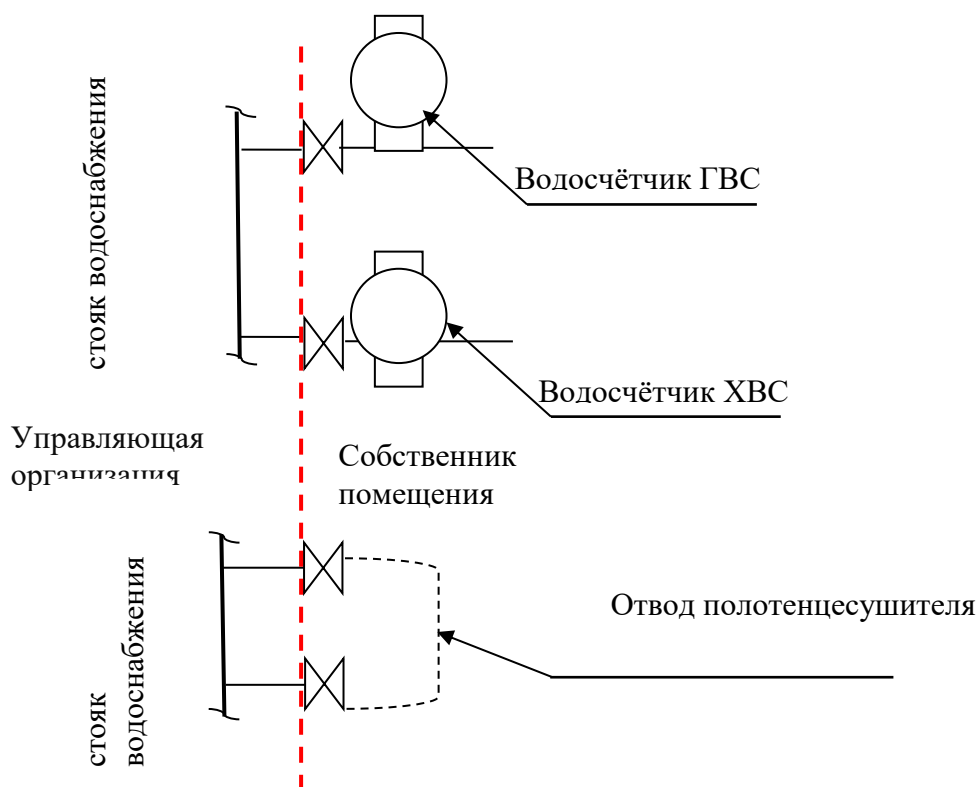 стояк водоснабжения
Водосчётчик ГВС
Водосчётчик ХВС
Управляющая
организация
Собственник
помещения
стояк
водоснабжения
Отвод полотенцесушителя